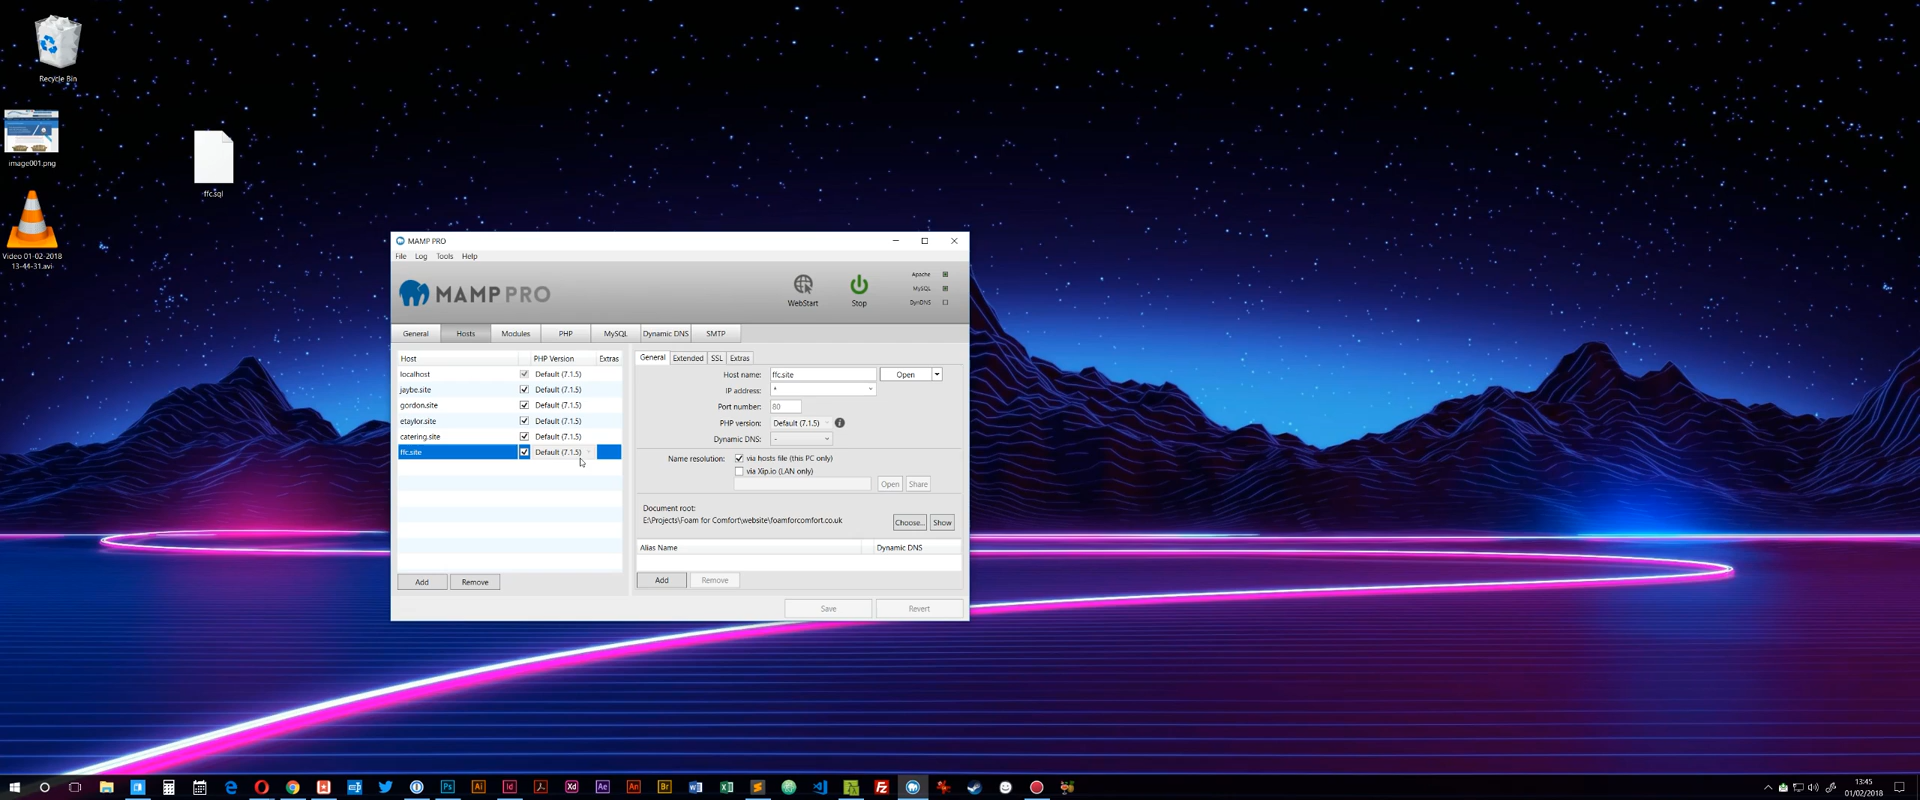 Recycle Bin
image001.png
ffc.sql
Video 01-02-2018
13-44-31.avi
MAMP PRO
File Log Tools Help
MAMP PRO
WebStart
Stop
Apache
MySQL
DynDNS
General Hosts Modules PHP MySQL Dynamic DNS SMTP
Host PHP Version Extras
localhost Default (7.1.5)
jaybe.site Default (7.1.5)
gordon.site Default (7.1.5)
etaylor.site Default (7.1.5)
catering.site Default (7.1.5)
ffc.site Default (7.1.5)
Add Remove
General Extended SSL Extras
Host name: ffc.site Open
IP address: *
Port number: 80
PHP version: Default (7.1.5)
Dynamic DNS: -
Name resolution: via hosts file (this PC only)
via Xip.io (LAN only)
Open Share
Document root:
E:\Projects\Foam for Comfort\website\foamforcomfort.co.uk
Choose... Show
Alias Name Dynamic DNS
Add Remove
Save Revert
Ps Ai Id Xd Ae An Br
13:45
01/02/2018